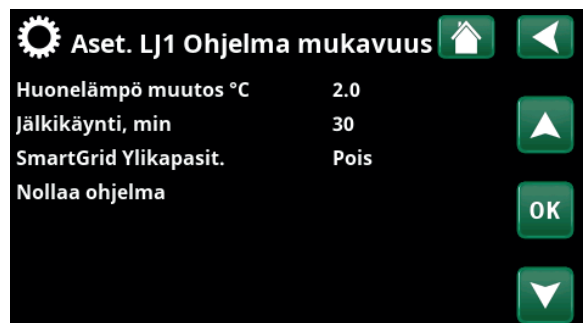 Aset. LJ1 Ohjelma mukavuus
Huonelämpö muutos °C 2.0
Jälkikäynti, min 30
SmartGrid Ylikapasit. Pois
Nollaa ohjelma
OK